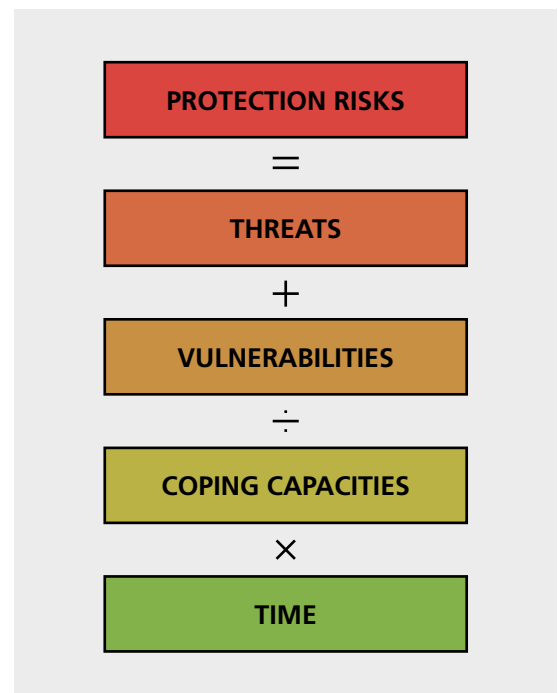 PROTECTION RISKS
=
THREATS
+
VULNERABILITIES
÷
COPING CAPACITIES
×
TIME